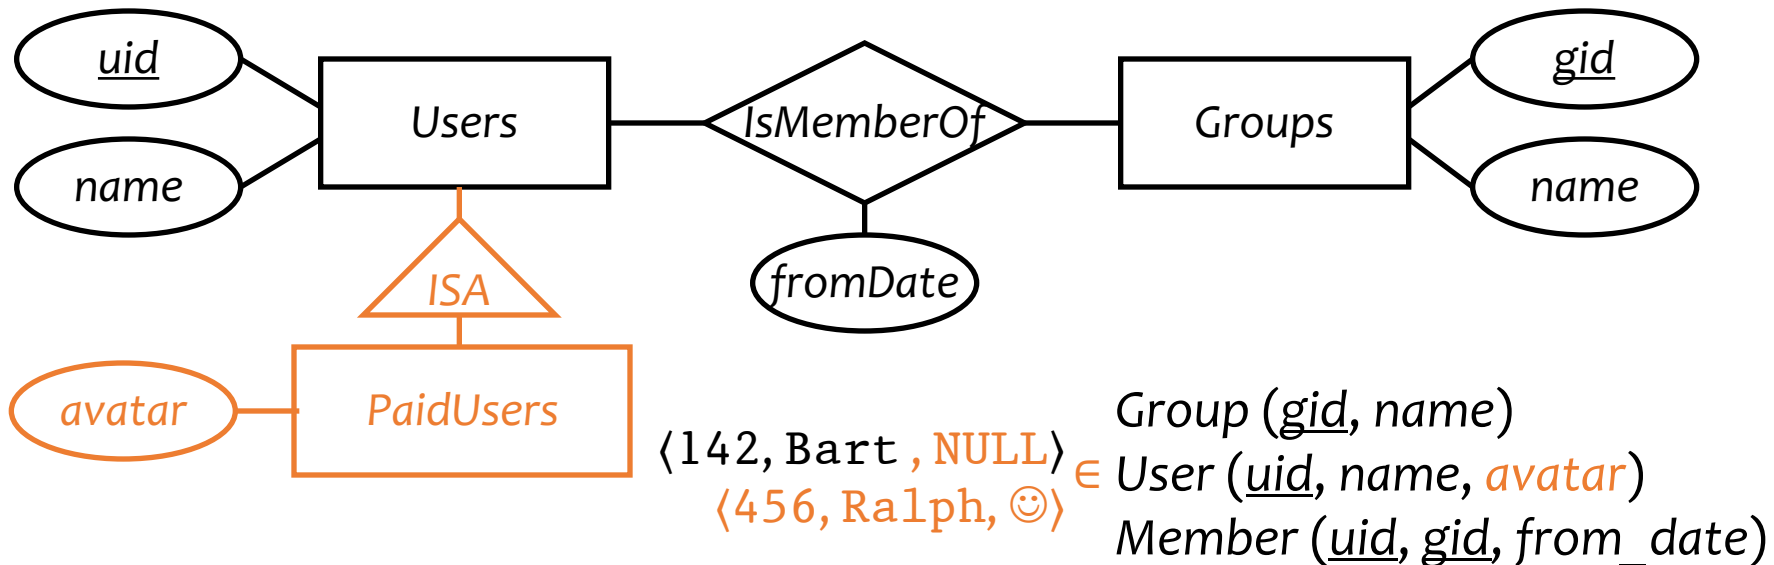 uid
name
Users
IsMemberOf
fromDate
Groups
gid
name
ISA
avatar
PaidUsers
⟨142, Bart , NULL⟩
⟨456, Ralph, ☺⟩
∈
Group (gid, name)
User (uid, name, avatar)
Member (uid, gid, from_date)